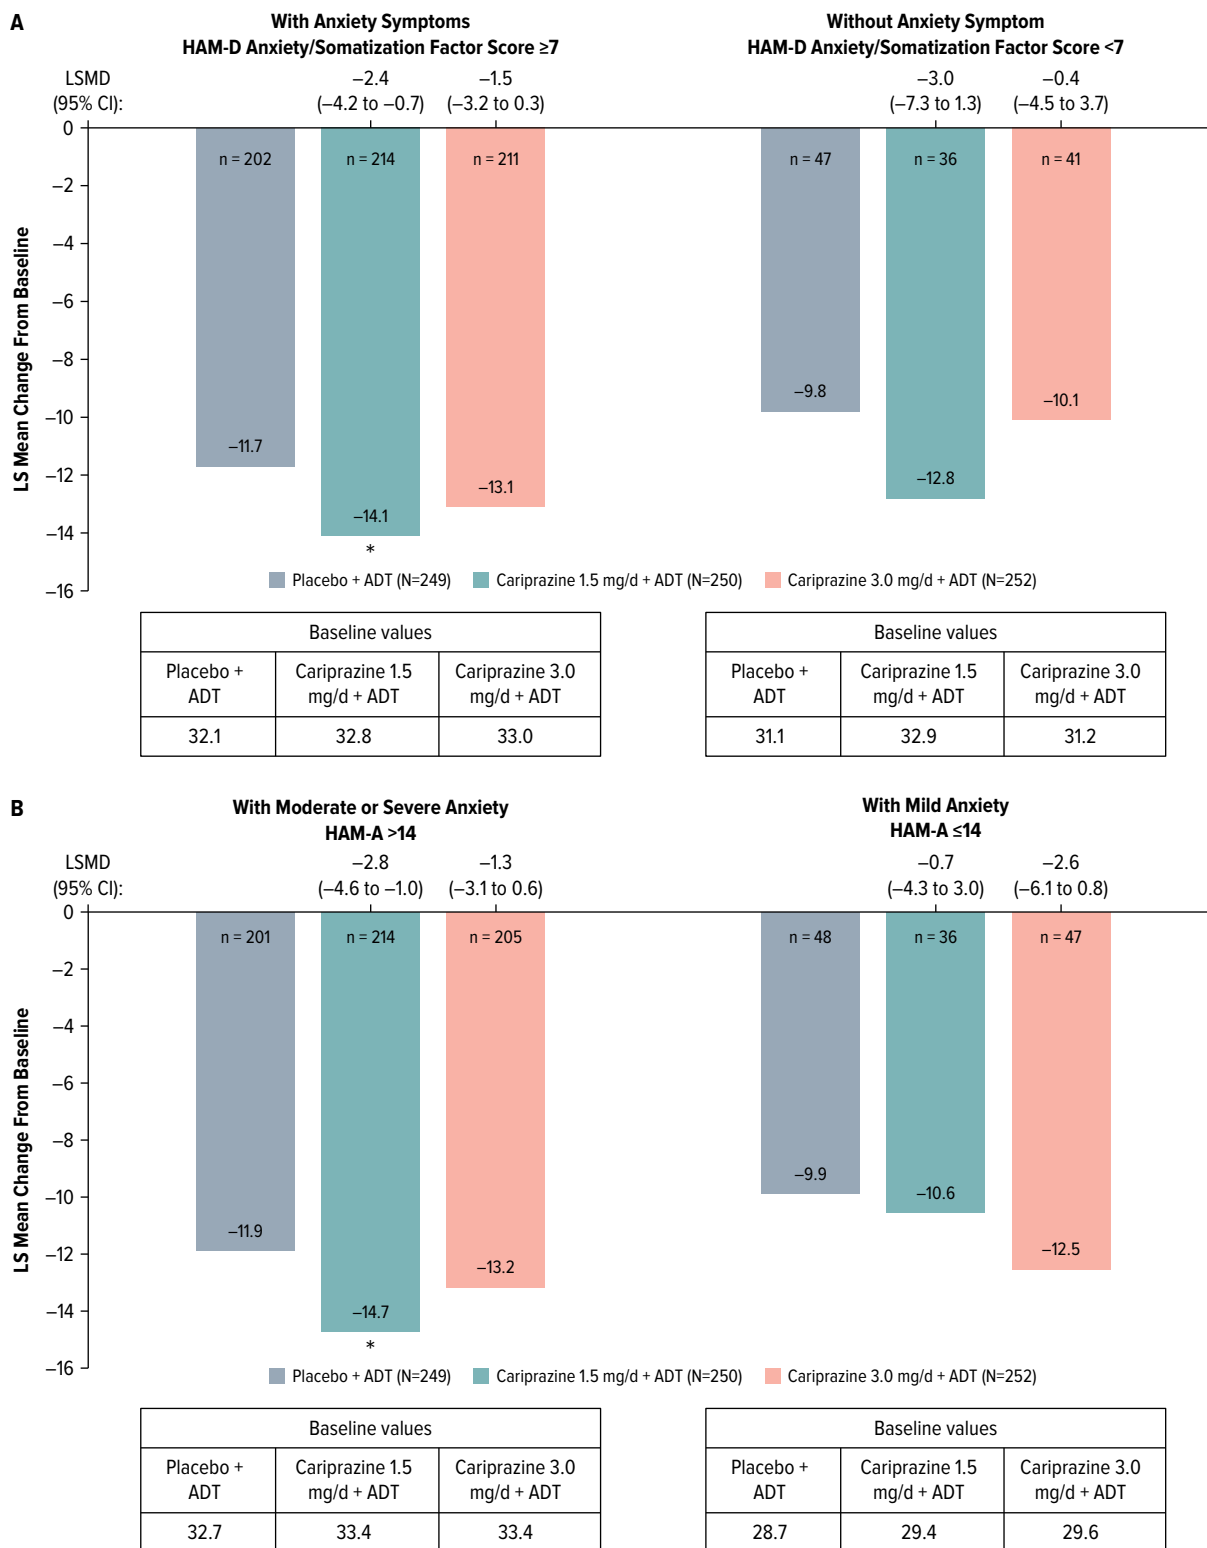 A
With Anxiety Symptoms
HAM-D Anxiety/Somatization Factor Score ≥7
Without Anxiety Symptom
HAM-D Anxiety/Somatization Factor Score <7
LSMD
(95% CI):
–2.4
(–4.2 to –0.7)
–1.5
(–3.2 to 0.3)
–3.0
(–7.3 to 1.3)
–0.4
(–4.5 to 3.7)
LS Mean Change From Baseline
0
–2
–4
–6
–8
–10
–12
–14
–16
n = 202
n = 214
n = 211
n = 47
n = 36
n = 41
–11.7
–14.1
*
–13.1
–9.8
–12.8
–10.1
Placebo + ADT (N=249)
Cariprazine 1.5 mg/d + ADT (N=250)
Cariprazine 3.0 mg/d + ADT (N=252)
Baseline values
Placebo +
ADT
Cariprazine 1.5
mg/d + ADT
Cariprazine 3.0
mg/d + ADT
32.1
32.8
33.0
Baseline values
Placebo +
ADT
Cariprazine 1.5
mg/d + ADT
Cariprazine 3.0
mg/d + ADT
31.1
32.9
31.2
B
With Moderate or Severe Anxiety
HAM-A >14
With Mild Anxiety
HAM-A ≤14
LSMD
(95% CI):
–2.8
(–4.6 to –1.0)
–1.3
(–3.1 to 0.6)
–0.7
(–4.3 to 3.0)
–2.6
(–6.1 to 0.8)
LS Mean Change From Baseline
0
–2
–4
–6
–8
–10
–12
–14
–16
n = 201
n = 214
n = 205
n = 48
n = 36
n = 47
–11.9
–14.7
*
–13.2
–9.9
–10.6
–12.5
Placebo + ADT (N=249)
Cariprazine 1.5 mg/d + ADT (N=250)
Cariprazine 3.0 mg/d + ADT (N=252)
Baseline values
Placebo +
ADT
Cariprazine 1.5
mg/d + ADT
Cariprazine 3.0
mg/d + ADT
32.7
33.4
33.4
Baseline values
Placebo +
ADT
Cariprazine 1.5
mg/d + ADT
Cariprazine 3.0
mg/d + ADT
28.7
29.4
29.6